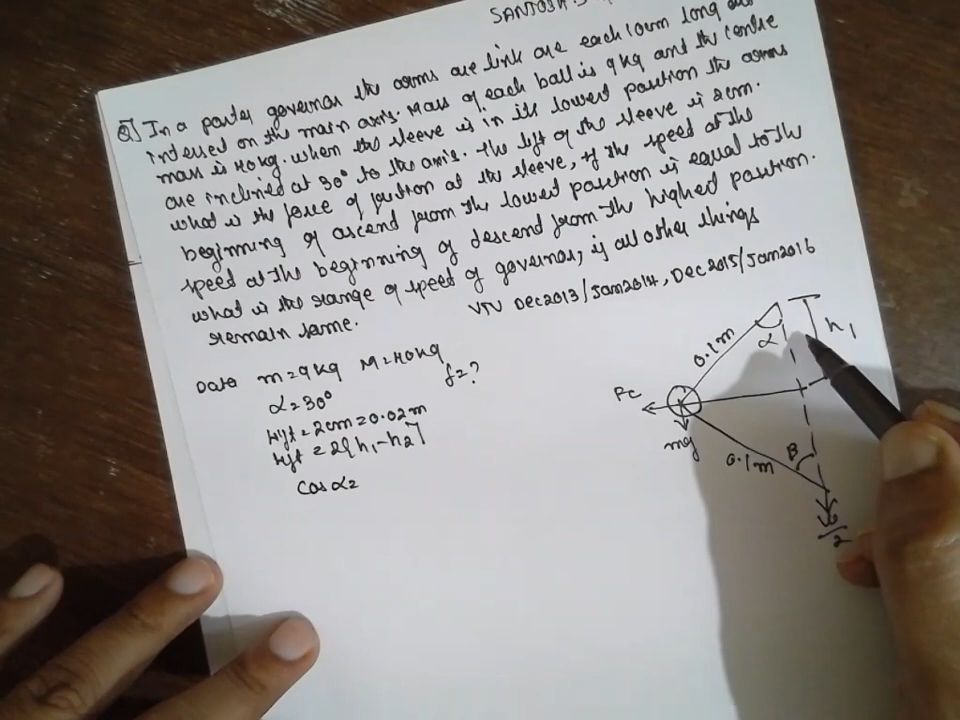 SANTOSH.S
Q] In a porter governor the arms are link are each 10cm long and
intersect on the main axis. Mass of each ball is 9kg and the centre
mass is 40kg. when the sleeve is in its lowest position the arms
are inclined at 30° to the axis. The lift of the sleeve is 2cm.
what is the force of friction at the sleeve, if the speed at the
beginning of ascend from the lowest position is equal to the
speed at the beginning of descend from the highest position.
what is the range of speed of governor, if all other things
remain same.
VTU Dec2013/Jan2014, Dec2015/Jan2016
Data m=9kg M=40kg f=?
α=30°
lift=2cm=0.02m
lift=2[h₁-h₂]
Cosα=
0.1m
α
h₁
Fc
mg
0.1m
β
w/2